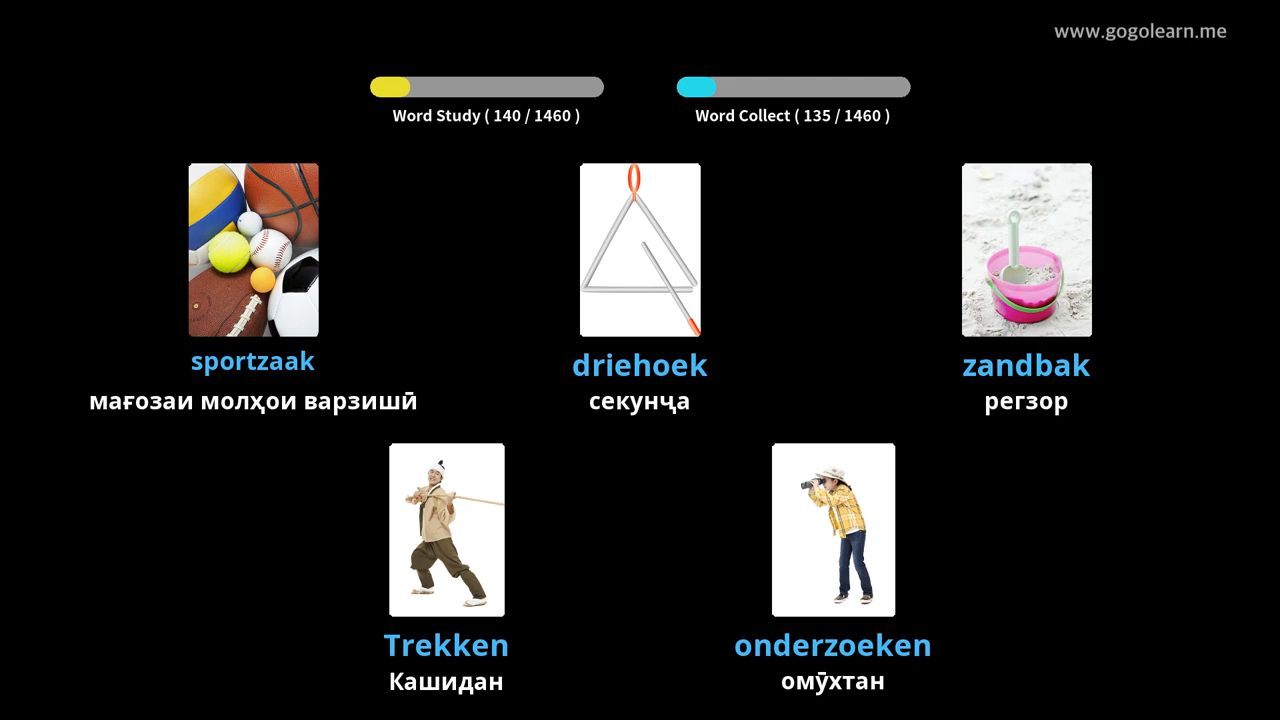 www.gogolearn.me
Word Study ( 140 / 1460 )
Word Collect ( 135 / 1460 )
sportzaak
driehoek
zandbak
мағозаи молҳои варзишӣ
секунҷа
регзор
Trekken
onderzoeken
Кашидан
омӯхтан